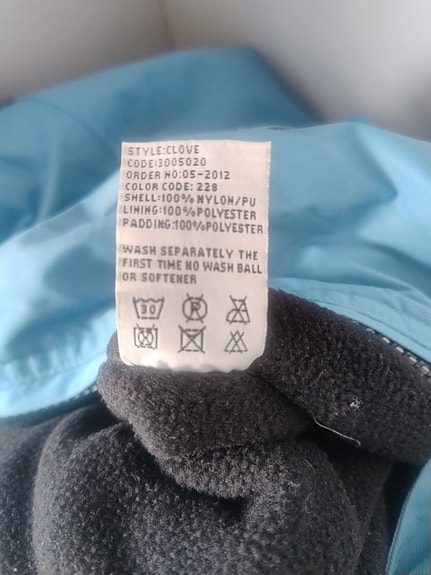 STYLE:CLOVE
CODE:3005020
ORDER NO:05-2012
COLOR CODE: 228
SHELL:100% NYLON/PU
LINING:100%POLYESTER
PADDING:100%POLYESTER
WASH SEPARATELY THE
FIRST TIME NO WASH BALL
OR SOFTENER
30 R A